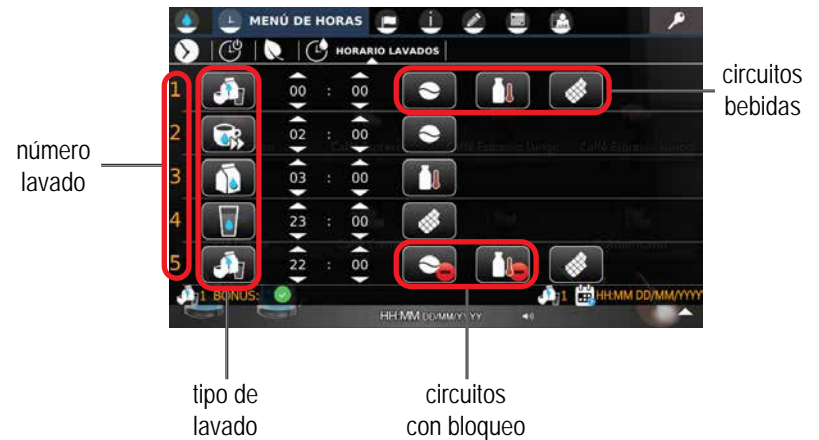 MENÚ DE HORAS
HORARIO LAVADOS
circuitos
bebidas
número
lavado
1
00 : 00
2
02 : 00
3
03 : 00
4
23 : 00
5
22 : 00
1 BONUS:
1 HH:MM DD/MM/YYYY
HH:MM DD/MM/YYYY
tipo de
lavado
circuitos
con bloqueo